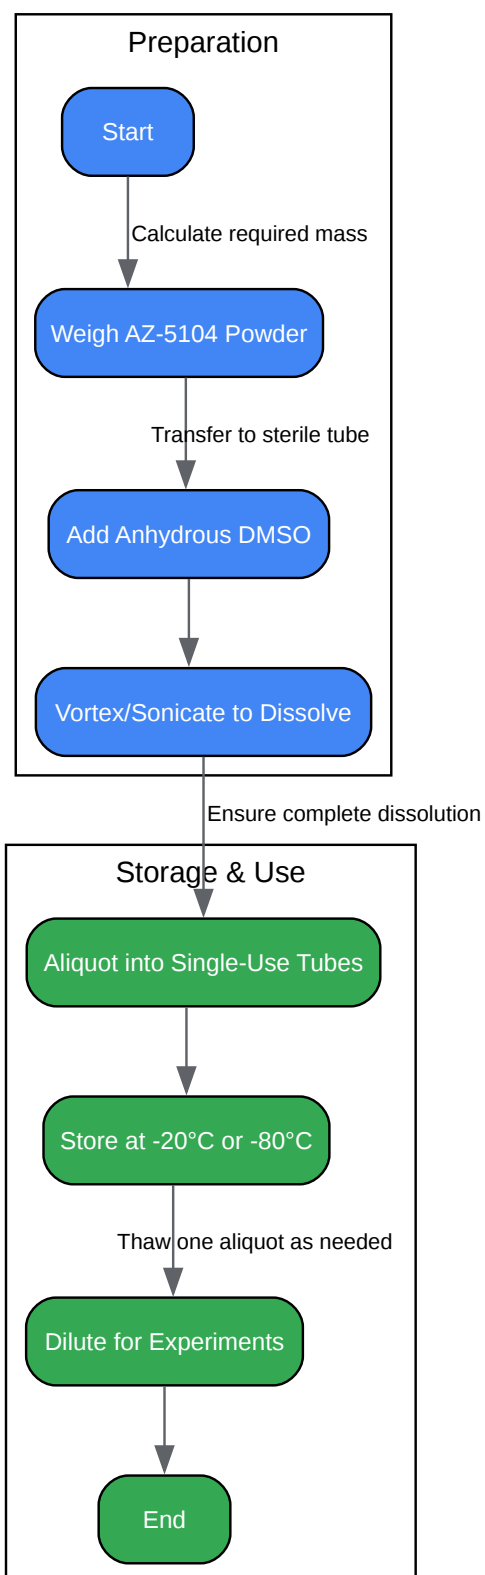 Preparation
Start
Calculate required mass
Weigh AZ-5104 Powder
Transfer to sterile tube
Add Anhydrous DMSO
Vortex/Sonicate to Dissolve
Ensure complete dissolution
Storage & Use
Aliquot into Single-Use Tubes
Store at -20°C or -80°C
Thaw one aliquot as needed
Dilute for Experiments
End